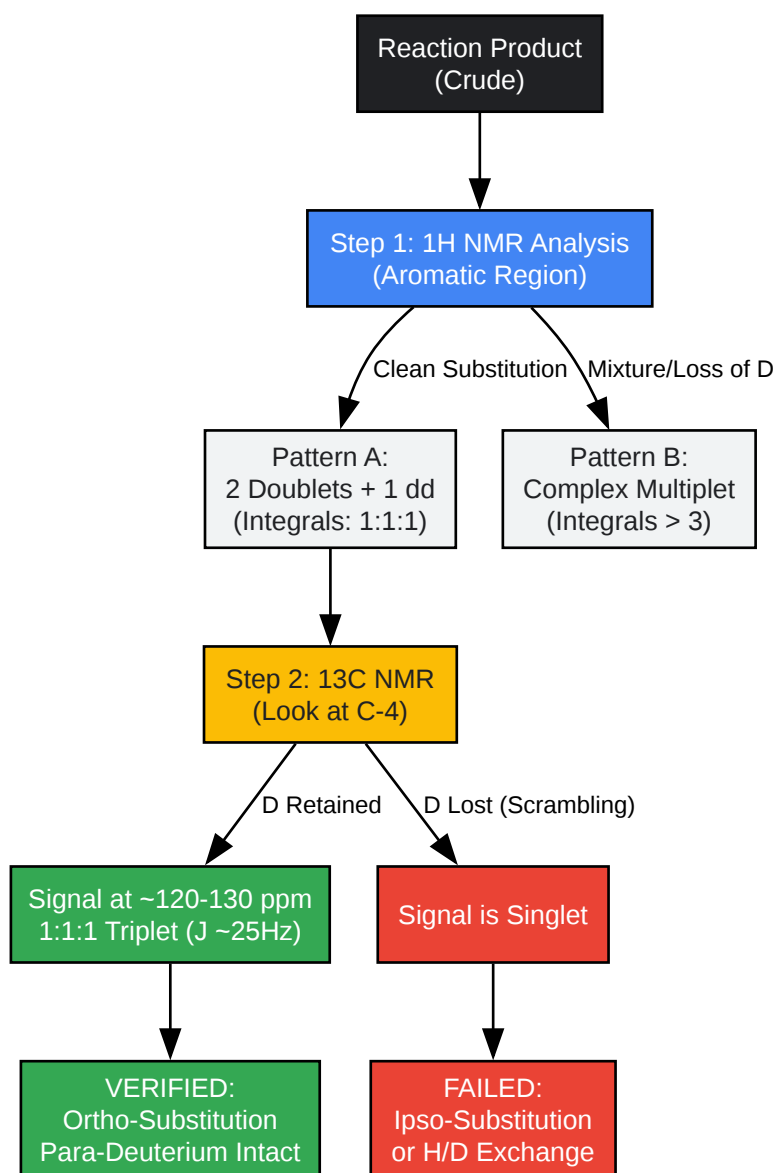 Reaction Product
(Crude)
Step 1: 1H NMR Analysis
(Aromatic Region)
Clean Substitution
Mixture/Loss of D
Pattern A:
2 Doublets + 1 dd
(Integrals: 1:1:1)
Pattern B:
Complex Multiplet
(Integrals > 3)
Step 2: 13C NMR
(Look at C-4)
D Retained
D Lost (Scrambling)
Signal at ~120-130 ppm
1:1:1 Triplet (J ~25Hz)
Signal is Singlet
VERIFIED:
Ortho-Substitution
Para-Deuterium Intact
FAILED:
Ipso-Substitution
or H/D Exchange